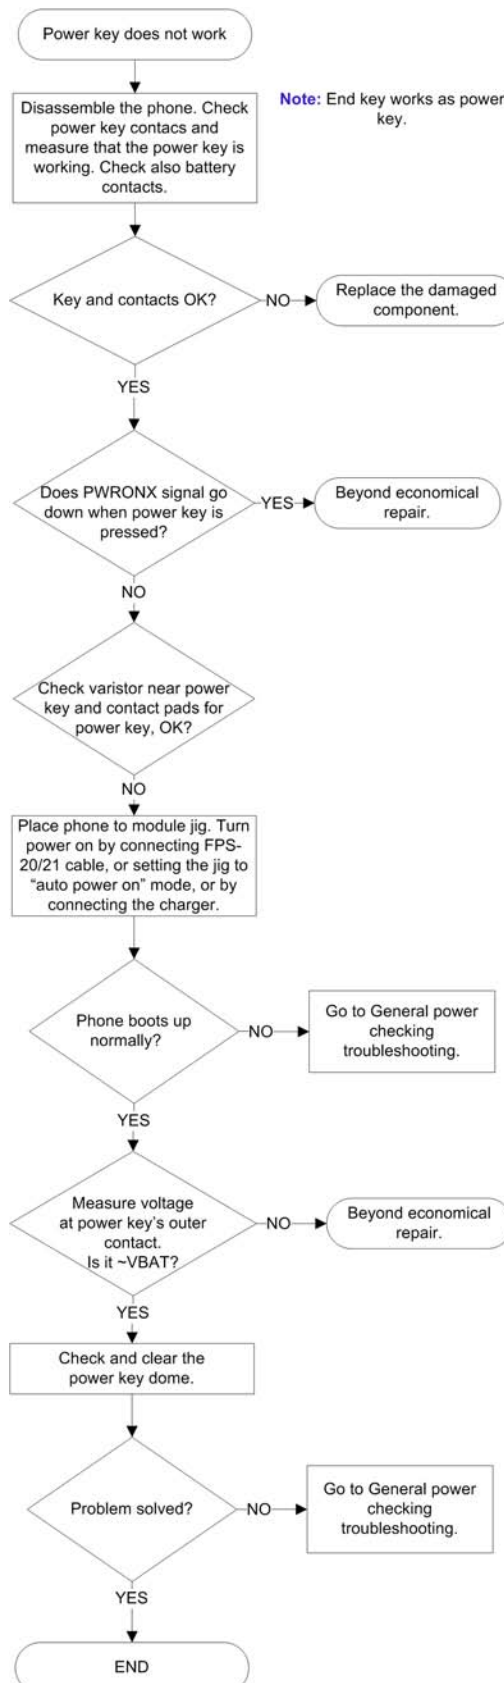 Power key does not work
Note: End key works as power
key.
Disassemble the phone. Check
power key contacs and
measure that the power key is
working. Check also battery
contacts.
Key and contacts OK?
NO
Replace the damaged
component.
YES
Does PWRONX signal go
down when power key is
pressed?
YES
Beyond economical
repair.
NO
Check varistor near power
key and contact pads for
power key, OK?
NO
Place phone to module jig. Turn
power on by connecting FPS-
20/21 cable, or setting the jig to
“auto power on” mode, or by
connecting the charger.
Phone boots up
normally?
NO
Go to General power
checking
troubleshooting.
YES
Measure voltage
at power key’s outer
contact.
Is it ~VBAT?
NO
Beyond economical
repair.
YES
Check and clear the
power key dome.
Problem solved?
NO
Go to General power
checking
troubleshooting.
YES
END